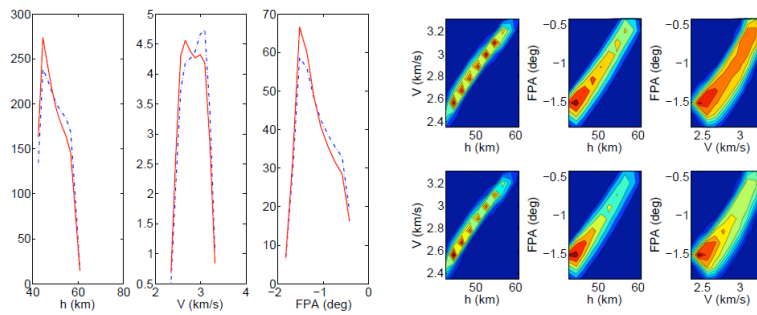 300
250
200
150
100
50
0
40 60 80
h (km)
5
4.5
4
3.5
3
2.5
2
1.5
1
0.5
2 3 4
V (km/s)
70
60
50
40
30
20
10
0
−2 −1 0
FPA (deg)
V (km/s)
3.2
3
2.8
2.6
2.4
50 60
h (km)
FPA (deg)
−0.5
−1
−1.5
50 60
h (km)
FPA (deg)
−0.5
−1
−1.5
2.5 3
V (km/s)
V (km/s)
3.2
3
2.8
2.6
2.4
50 60
h (km)
FPA (deg)
−0.5
−1
−1.5
50 60
h (km)
FPA (deg)
−0.5
−1
−1.5
2.5 3
V (km/s)